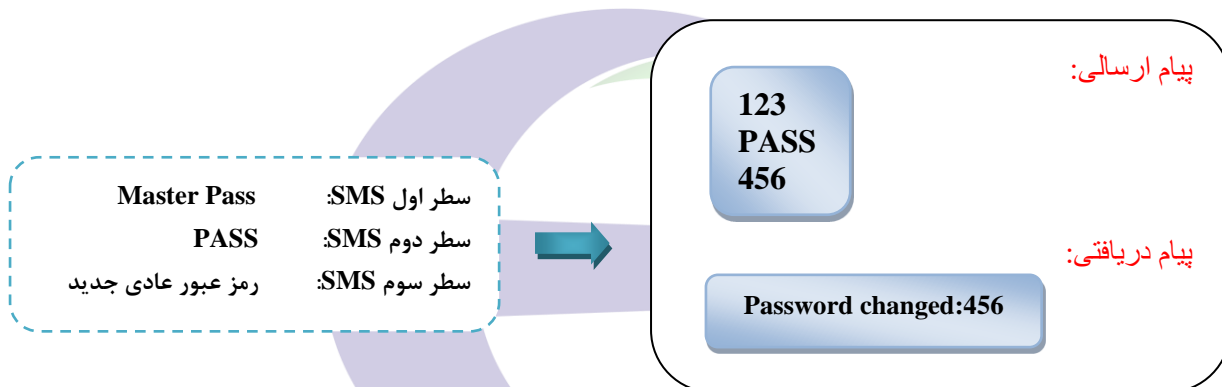 سطر اول SMS: Master Pass
سطر دوم SMS: PASS
سطر سوم SMS: رمز عبور عادی جدید
پیام ارسالی:
123
PASS
456
پیام دریافتی:
Password changed:456